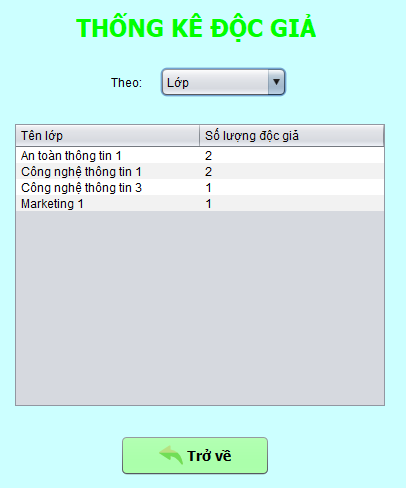 THỐNG KÊ ĐỘC GIẢ
Theo: Lớp
Tên lớp Số lượng độc giả
An toàn thông tin 1 2
Công nghệ thông tin 1 2
Công nghệ thông tin 3 1
Marketing 1 1
Trở về